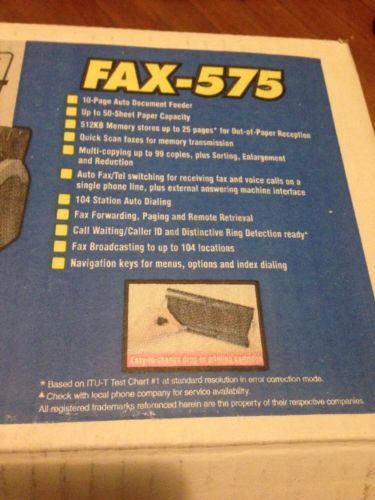 FAX-575
10-Page Auto Document Feeder
Up to 50-Sheet Paper Capacity
512KB Memory stores up to 25 pages* for Out-of-Paper Reception
Quick Scan faxes for memory transmission
Multi-copying up to 99 copies, plus Sorting, Enlargement
and Reduction
Auto Fax/Tel switching for receiving fax and voice calls on a
single phone line, plus external answering machine interface
104 Station Auto Dialing
Fax Forwarding, Paging and Remote Retrieval
Call Waiting/Caller ID and Distinctive Ring Detection ready▲
Fax Broadcasting to up to 104 locations
Navigation keys for menus, options and index dialing
Easy-to-change drop in printing cartridge
* Based on ITU-T Test Chart #1 at standard resolution in error correction mode.
▲ Check with local phone company for service availability.
All registered trademarks referenced herein are the property of their respective companies.